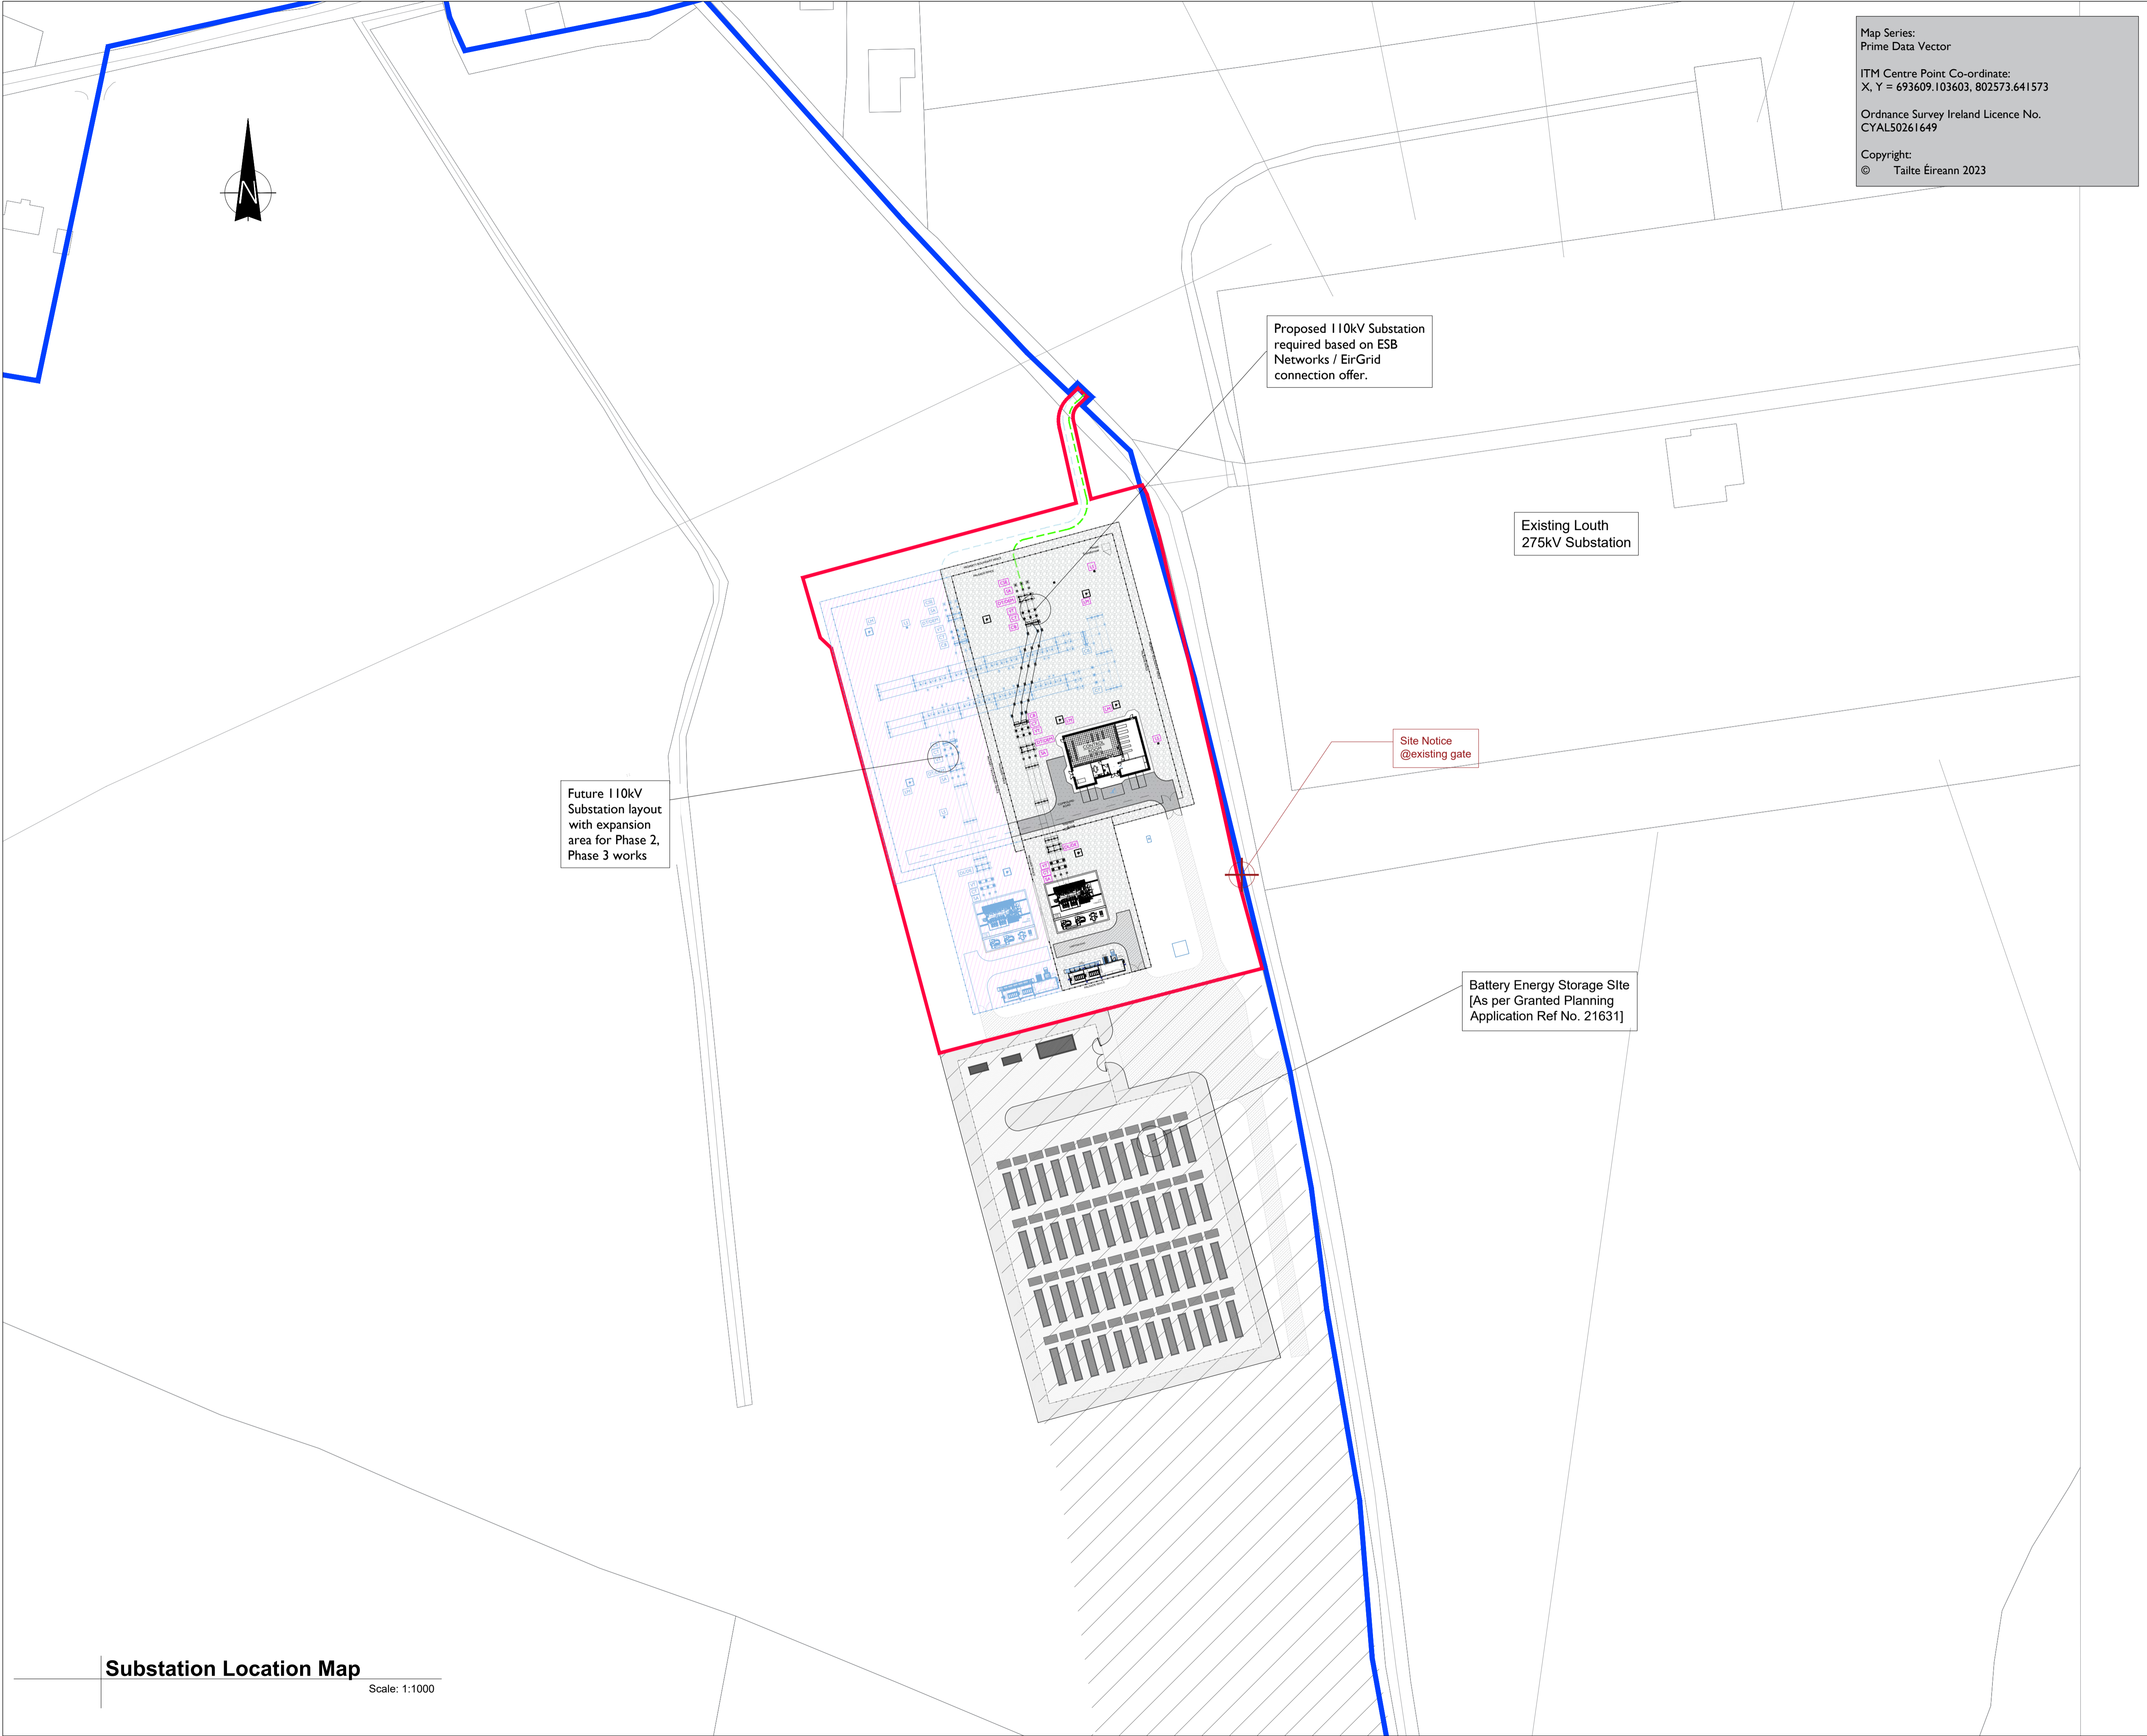 Map Series:
Prime Data Vector
ITM Centre Point Co-ordinate:
X, Y = 693609.103603, 802573.641573
Ordnance Survey Ireland Licence No.
CYAL50261649
Copyright:
© Tailte Éireann 2023
N
Proposed 110kV Substation
required based on ESB
Networks / EirGrid
connection offer.
Existing Louth
275kV Substation
Site Notice
@existing gate
Future 110kV
Substation layout
with expansion
area for Phase 2,
Phase 3 works
Battery Energy Storage SIte
[As per Granted Planning
Application Ref No. 21631]
Substation Location Map
Scale: 1:1000